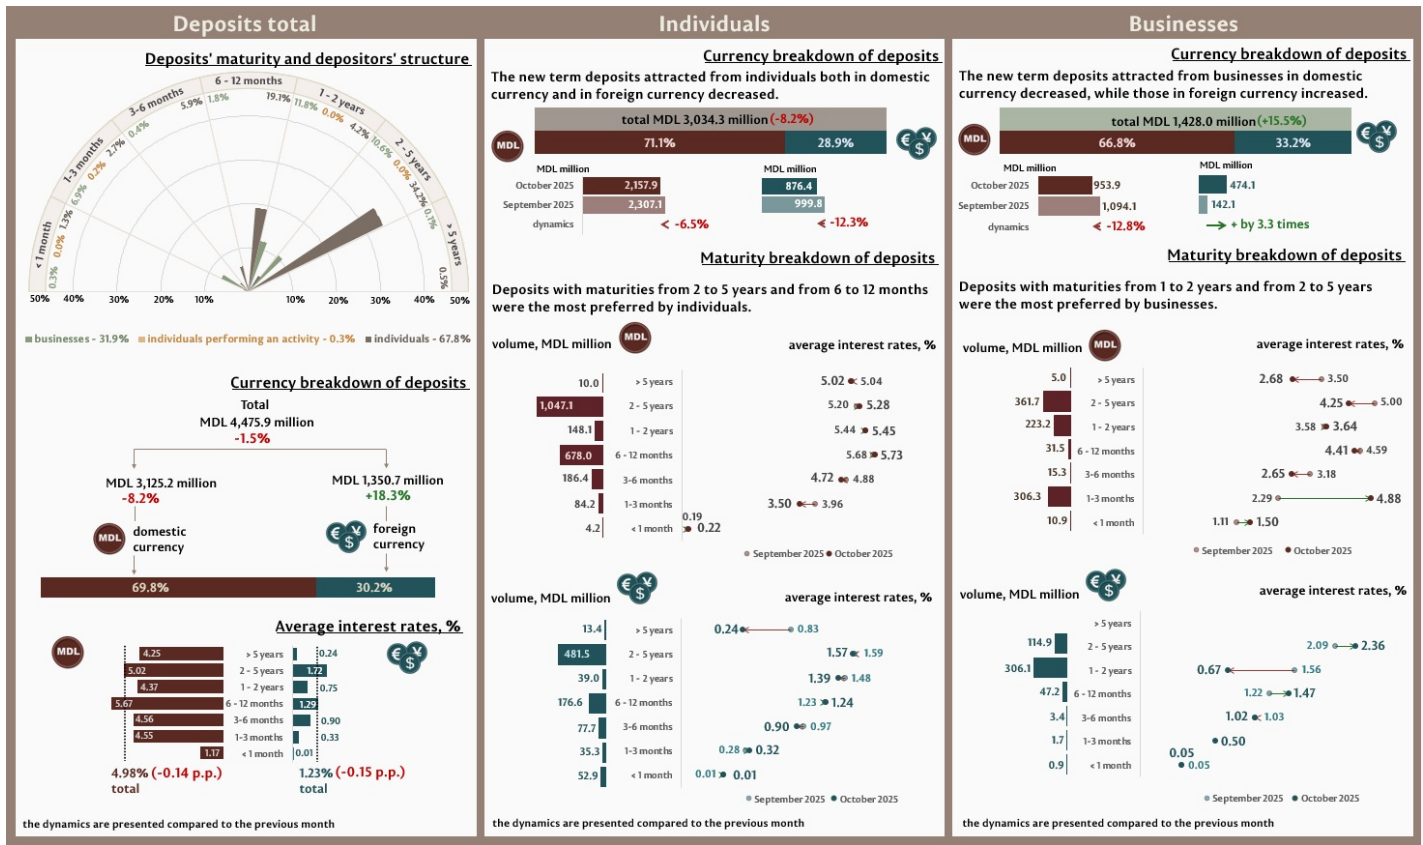 Deposits total
Deposits' maturity and depositors' structure
< 1 month
1-3 months
3-6 months
6 - 12 months
1 - 2 years
2 - 5 years
> 5 years
0.3%
0.0%
1.3%
6.9%
0.2%
2.7%
0.4%
5.9%
1.8%
19.1%
11.8%
0.0%
4.2%
10.6%
0.0%
34.2%
0.1%
0.5%
50% 40% 30% 20% 10% 10% 20% 30% 40% 50%
businesses - 31.9% individuals performing an activity - 0.3% individuals - 67.8%
Currency breakdown of deposits
Total
MDL 4,475.9 million
-1.5%
MDL 3,125.2 million
-8.2%
MDL 1,350.7 million
+18.3%
MDL
domestic
currency
€ ¥ $
foreign
currency
69.8% 30.2%
Average interest rates, %
MDL
€ ¥ $
4.25 > 5 years 0.24
5.02 2 - 5 years 1.72
4.37 1 - 2 years 0.75
5.67 6 - 12 months 1.29
4.56 3-6 months 0.90
4.55 1-3 months 0.33
1.17 < 1 month 0.01
4.98% (-0.14 p.p.)
total
1.23% (-0.15 p.p.)
total
the dynamics are presented compared to the previous month
Individuals
Currency breakdown of deposits
The new term deposits attracted from individuals both in domestic
currency and in foreign currency decreased.
total MDL 3,034.3 million (-8.2%)
MDL 71.1% 28.9% € ¥ $
MDL million MDL million
October 2025 2,157.9 876.4
September 2025 2,307.1 999.8
dynamics -6.5% -12.3%
Maturity breakdown of deposits
Deposits with maturities from 2 to 5 years and from 6 to 12 months
were the most preferred by individuals.
volume, MDL million MDL average interest rates, %
10.0 > 5 years 5.02 5.04
1,047.1 2 - 5 years 5.20 5.28
148.1 1 - 2 years 5.44 5.45
678.0 6 - 12 months 5.68 5.73
186.4 3-6 months 4.72 4.88
84.2 1-3 months 3.50 3.96
4.2 < 1 month 0.19 0.22
September 2025 October 2025
volume, MDL million € ¥ $ average interest rates, %
13.4 > 5 years 0.24 0.83
481.5 2 - 5 years 1.57 1.59
39.0 1 - 2 years 1.39 1.48
176.6 6 - 12 months 1.23 1.24
77.7 3-6 months 0.90 0.97
35.3 1-3 months 0.28 0.32
52.9 < 1 month 0.01 0.01
September 2025 October 2025
the dynamics are presented compared to the previous month
Businesses
Currency breakdown of deposits
The new term deposits attracted from businesses in domestic
currency decreased, while those in foreign currency increased.
total MDL 1,428.0 million (+15.5%)
MDL 66.8% 33.2% € ¥ $
MDL million MDL million
October 2025 953.9 474.1
September 2025 1,094.1 142.1
dynamics -12.8% + by 3.3 times
Maturity breakdown of deposits
Deposits with maturities from 1 to 2 years and from 2 to 5 years
were the most preferred by businesses.
volume, MDL million MDL average interest rates, %
5.0 > 5 years 2.68 3.50
361.7 2 - 5 years 4.25 5.00
223.2 1 - 2 years 3.58 3.64
31.5 6 - 12 months 4.41 4.59
15.3 3-6 months 2.65 3.18
306.3 1-3 months 2.29 4.88
10.9 < 1 month 1.11 1.50
September 2025 October 2025
volume, MDL million € ¥ $ average interest rates, %
> 5 years
114.9 2 - 5 years 2.09 2.36
306.1 1 - 2 years 0.67 1.56
47.2 6 - 12 months 1.22 1.47
3.4 3-6 months 1.02 1.03
1.7 1-3 months 0.50
0.9 < 1 month 0.05 0.05
September 2025 October 2025
the dynamics are presented compared to the previous month